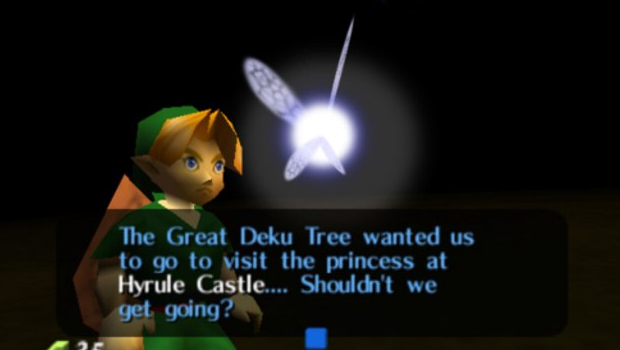 The Great Deku Tree wanted us
to go to visit the princess at
Hyrule Castle.... Shouldn't we
get going?